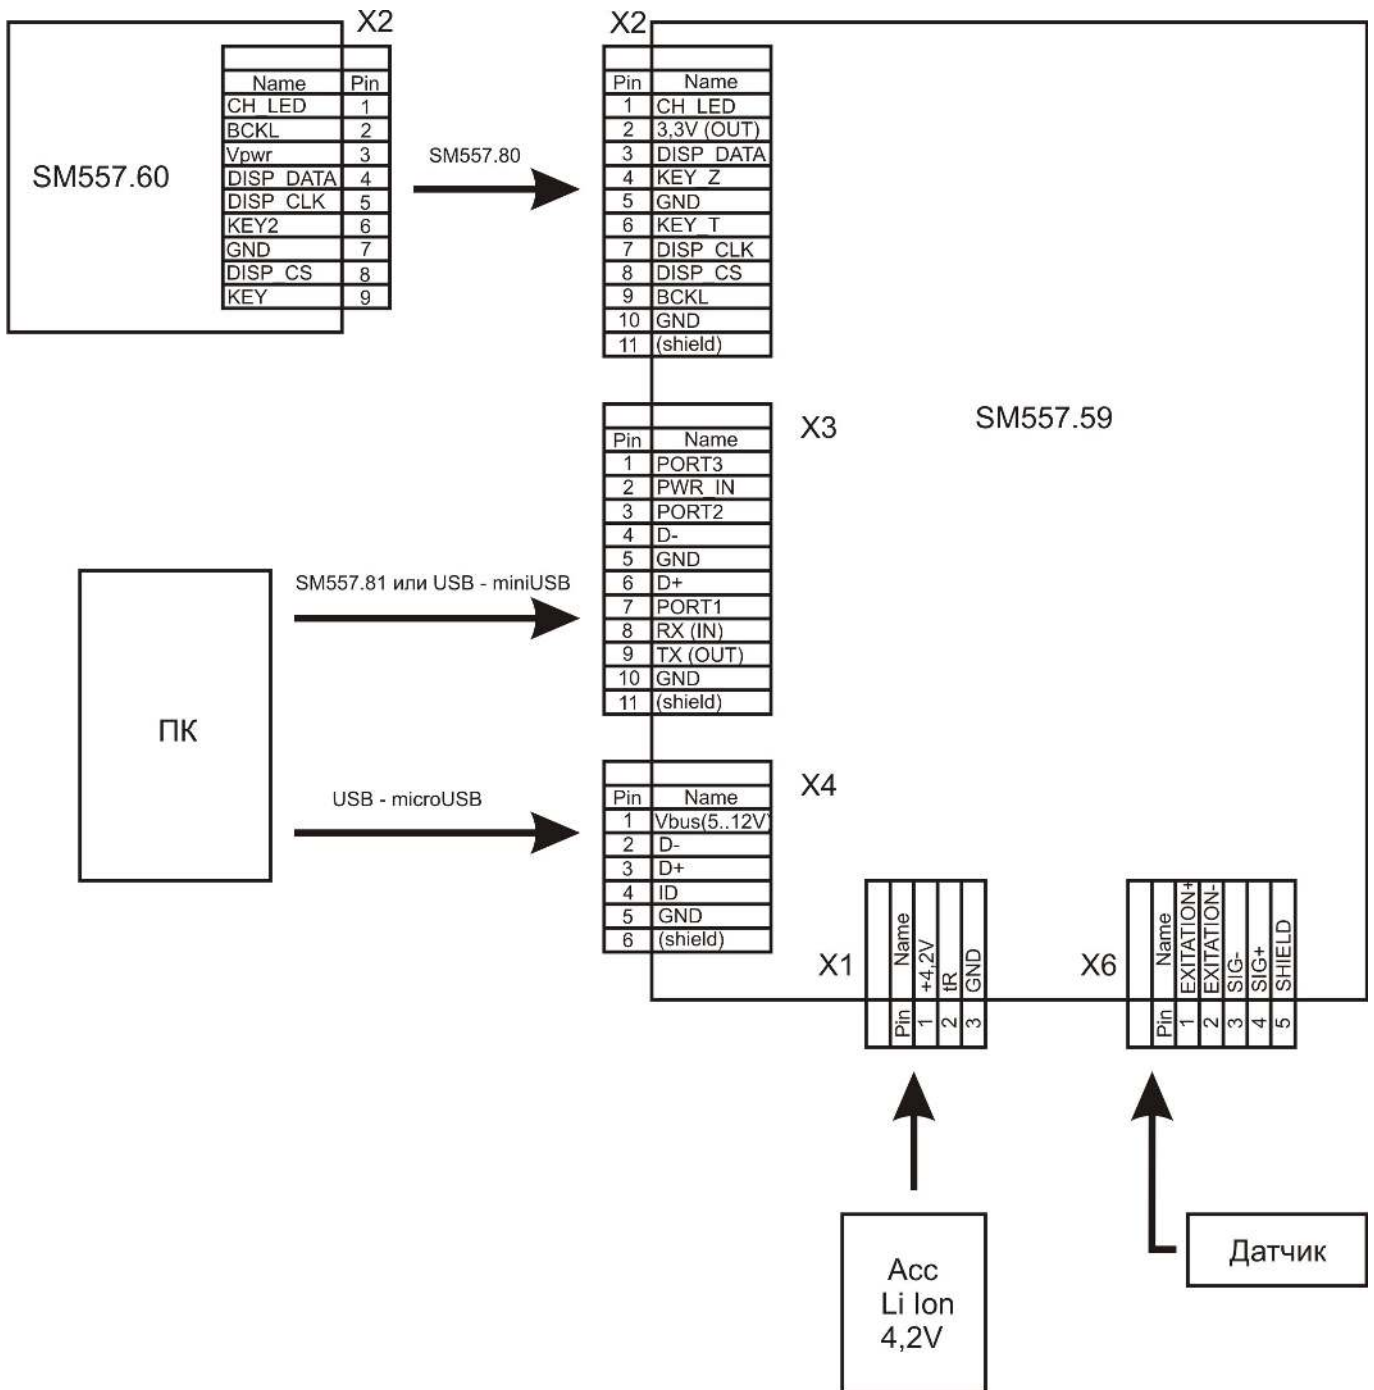 X2
Name Pin
CH_LED 1
BCKL 2
Vpwr 3
DISP_DATA 4
DISP_CLK 5
KEY2 6
GND 7
DISP_CS 8
KEY 9
SM557.60
SM557.80
X2
Pin Name
1 CH_LED
2 3,3V (OUT)
3 DISP_DATA
4 KEY_Z
5 GND
6 KEY_T
7 DISP_CLK
8 DISP_CS
9 BCKL
10 GND
11 (shield)
SM557.59
X3
Pin Name
1 PORT3
2 PWR_IN
3 PORT2
4 D-
5 GND
6 D+
7 PORT1
8 RX (IN)
9 TX (OUT)
10 GND
11 (shield)
SM557.81 или USB - miniUSB
ПК
USB - microUSB
X4
Pin Name
1 Vbus(5..12V)
2 D-
3 D+
4 ID
5 GND
6 (shield)
X1
Pin Name
1 +4,2V
2 tR
3 GND
X6
Pin Name
1 EXITATION+
2 EXITATION-
3 SIG-
4 SIG+
5 SHIELD
Acc
Li Ion
4,2V
Датчик